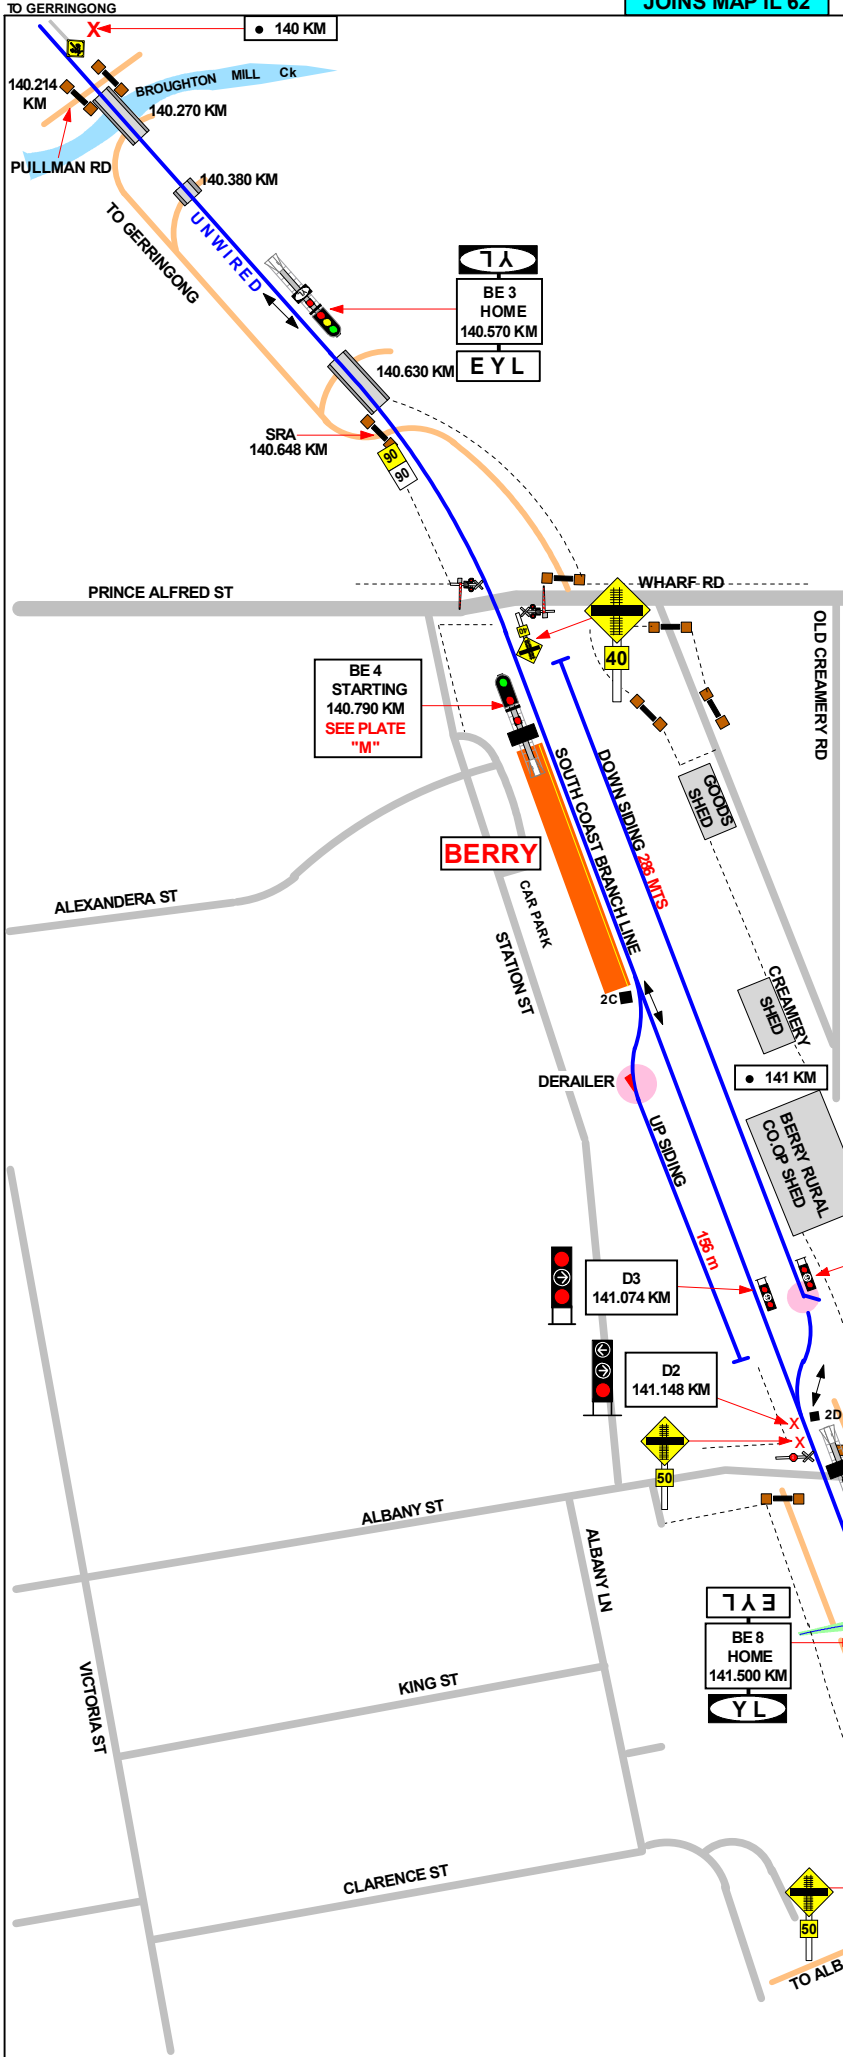 TO GERRINGONG
JOINS MAP IL 62
X
● 140 KM
140.214
KM
BROUGHTON MILL Ck
140.270 KM
PULLMAN RD
140.380 KM
TO GERRINGONG
UNWIRED
YL
BE 3
HOME
140.570 KM
E Y L
140.630 KM
SRA
140.648 KM
90
90
PRINCE ALFRED ST
WHARF RD
40
40
OLD CREAMERY RD
BE 4
STARTING
140.790 KM
SEE PLATE
"M"
SOUTH COAST BRANCH LINE
DOWN SIDING 286 MTS
GOODS
SHED
BERRY
ALEXANDERA ST
CAR PARK
STATION ST
2C
CREAMERY
SHED
DERAILER
● 141 KM
UP SIDING
156 m
BERRY RURAL
CO.OP SHED
D3
141.074 KM
D2
141.148 KM
X
X
2D
50
ALBANY ST
ALBANY LN
E Y L
BE 8
HOME
141.500 KM
Y L
VICTORIA ST
KING ST
CLARENCE ST
50
TO ALB